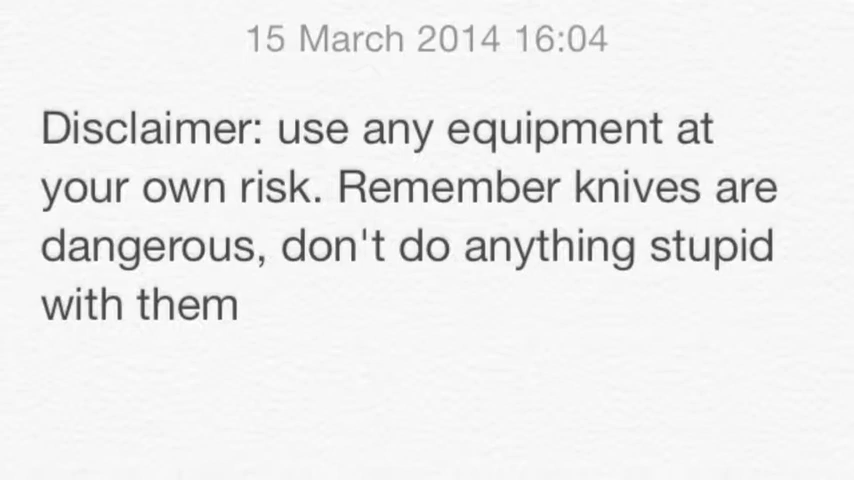 15 March 2014 16:04
Disclaimer: use any equipment at
your own risk. Remember knives are
dangerous, don't do anything stupid
with them